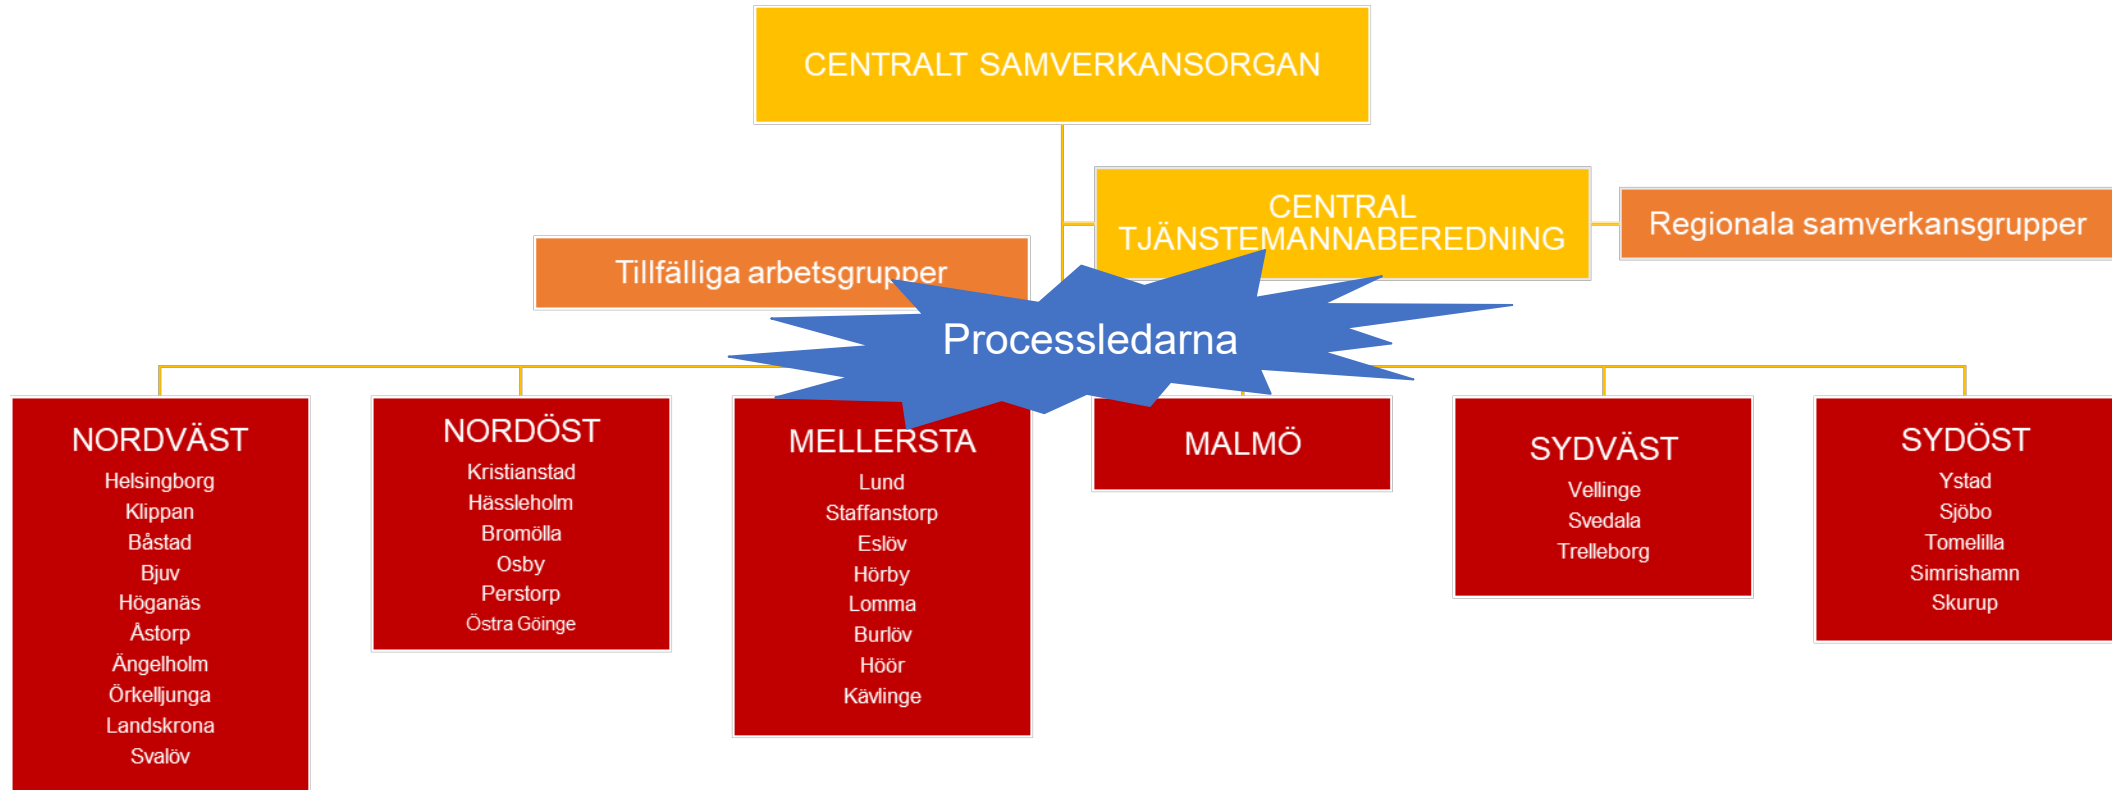 CENTRALT SAMVERKANSORGAN
CENTRAL
TJÄNSTEMANNABEREDNING
Regionala samverkansgrupper
Tillfälliga arbetsgrupper
Processledarna
NORDVÄST
Helsingborg
Klippan
Båstad
Bjuv
Höganäs
Åstorp
Ängelholm
Örkelljunga
Landskrona
Svalöv
NORDÖST
Kristianstad
Hässleholm
Bromölla
Osby
Perstorp
Östra Göinge
MELLERSTA
Lund
Staffanstorp
Eslöv
Hörby
Lomma
Burlöv
Höör
Kävlinge
MALMÖ
SYDVÄST
Vellinge
Svedala
Trelleborg
SYDÖST
Ystad
Sjöbo
Tomelilla
Simrishamn
Skurup